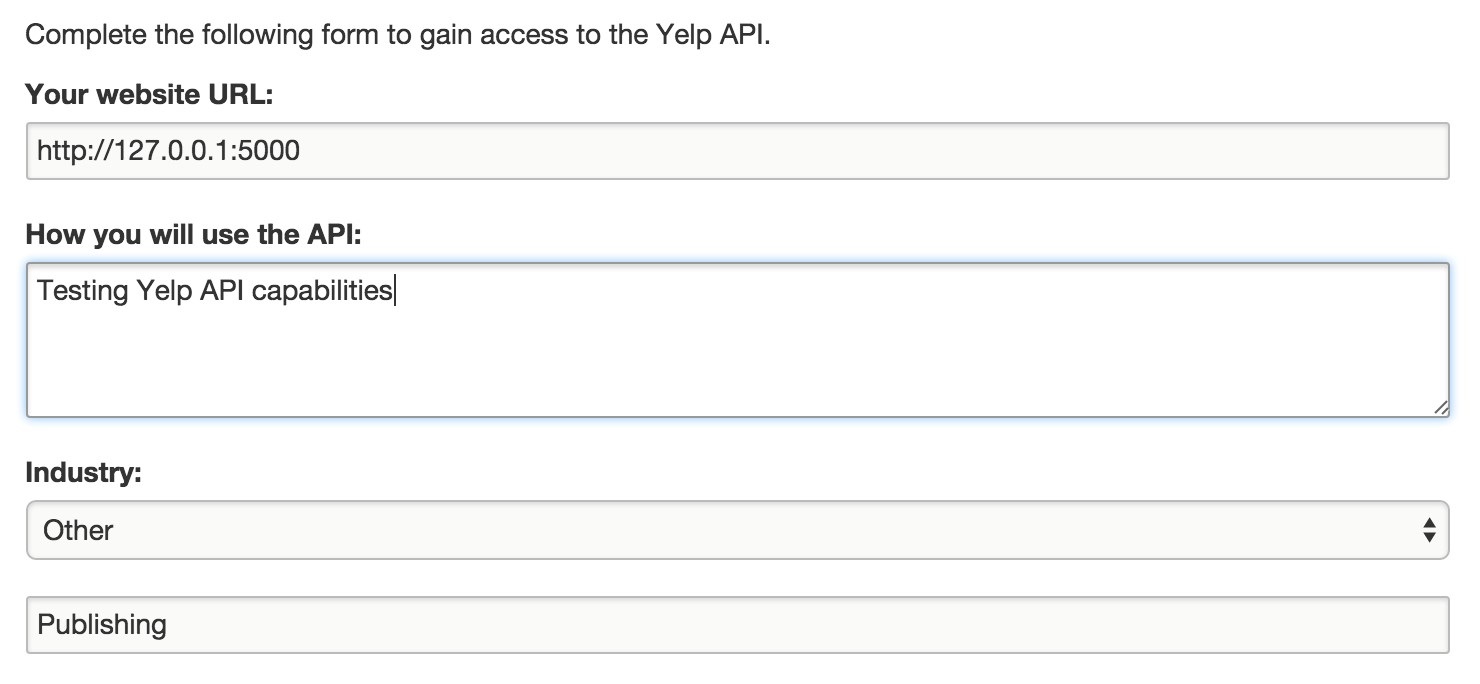 Complete the following form to gain access to the Yelp API.
Your website URL:
http://127.0.0.1:5000
How you will use the API:
Testing Yelp API capabilities
Industry:
Other
Publishing